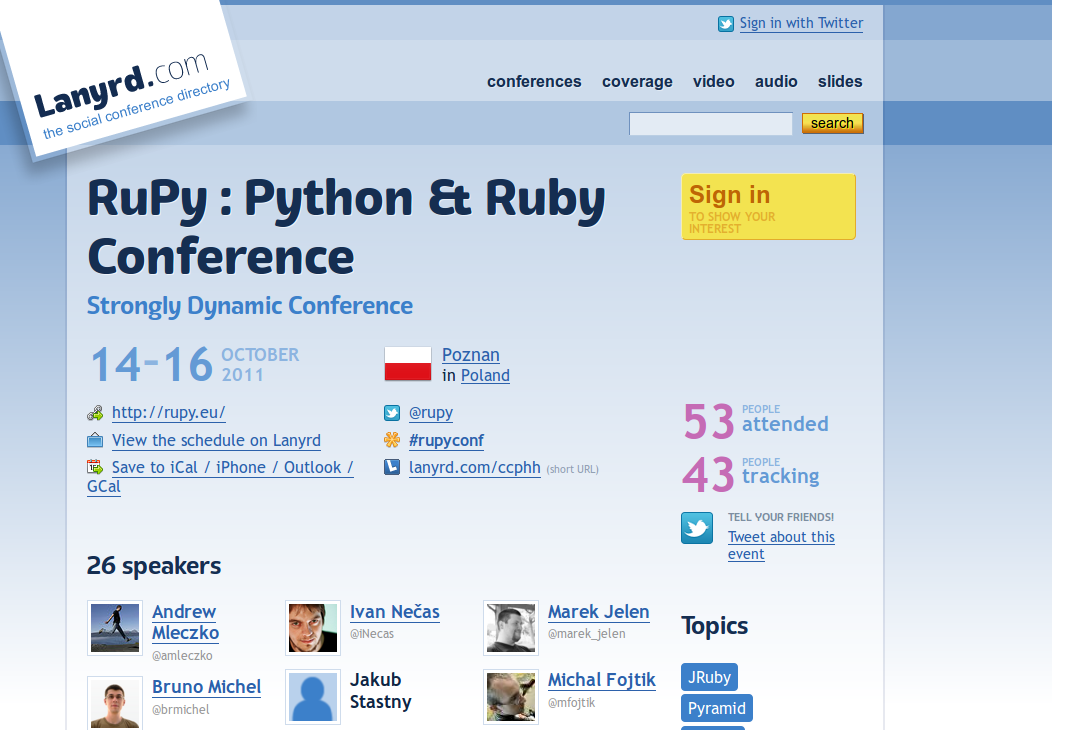 Lanyrd.com
the social conference directory
Sign in with Twitter
conferences coverage video audio slides
search
RuPy : Python & Ruby
Conference
Strongly Dynamic Conference
Sign in
TO SHOW YOUR
INTEREST
14-16 OCTOBER
2011
Poznan
in Poland
http://rupy.eu/
View the schedule on Lanyrd
Save to iCal / iPhone / Outlook /
GCal
@rupy
#rupyconf
lanyrd.com/ccphh (short URL)
53 PEOPLE
attended
43 PEOPLE
tracking
TELL YOUR FRIENDS!
Tweet about this
event
26 speakers
Andrew
Mleczko
@amleczko
Ivan Nečas
@iNecas
Marek Jelen
@marek_jelen
Bruno Michel
@brmichel
Jakub
Stastny
Michal Fojtik
@mfojtik
Topics
JRuby
Pyramid